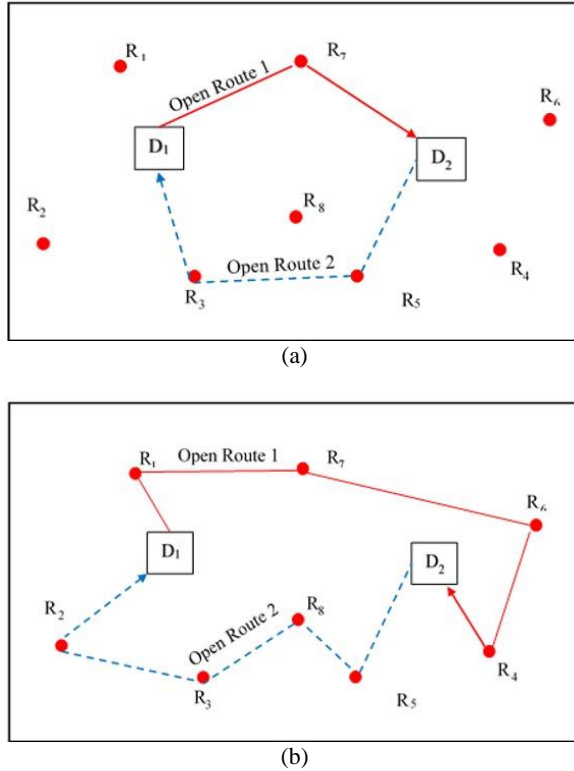 R₁
R₇
Open Route 1
R₆
D₁
D₂
R₂
R₈
R₄
Open Route 2
R₃
R₅
(a)
R₁
Open Route 1
R₇
R₆
D₁
D₂
R₂
R₈
Open Route 2
R₄
R₃
R₅
(b)